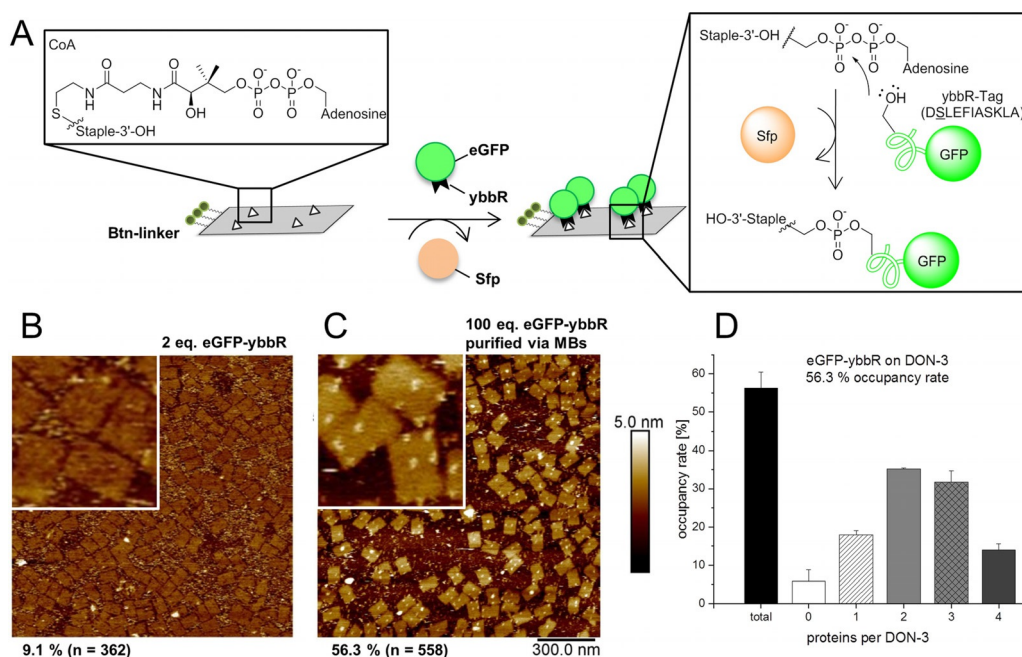 A
CoA
O
O
N
H
N
H
OH
O
P
O⁻
O
O
P
O⁻
O
O
Adenosine
S
Staple-3'-OH
Btn-linker
eGFP
ybbR
Sfp
Staple-3'-OH
O
P
O⁻
O
O
P
O⁻
O
O
Adenosine
OH
ybbR-Tag
(DSLEFIASKLA)
Sfp
GFP
HO-3'-Staple
O
P
O⁻
O
O
GFP
B
2 eq. eGFP-ybbR
9.1 % (n = 362)
C
100 eq. eGFP-ybbR
purified via MBs
56.3 % (n = 558)
300.0 nm
5.0 nm
D
eGFP-ybbR on DON-3
56.3 % occupancy rate
occupancy rate [%]
60
50
40
30
20
10
0
total 0 1 2 3 4
proteins per DON-3